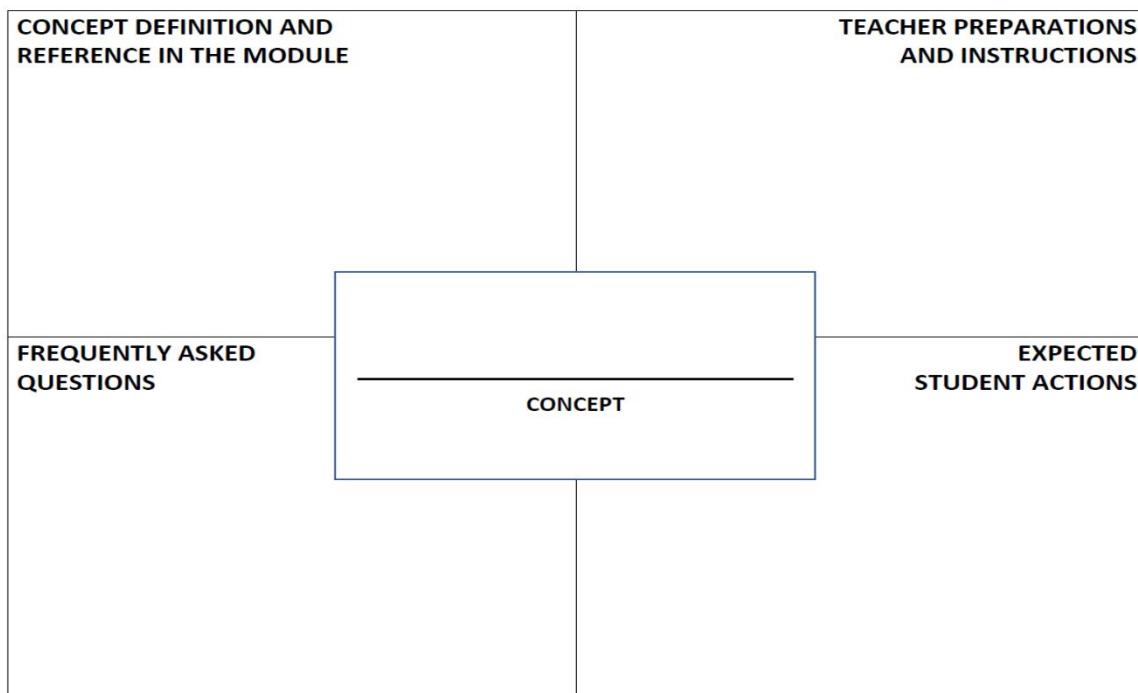 CONCEPT DEFINITION AND
REFERENCE IN THE MODULE
TEACHER PREPARATIONS
AND INSTRUCTIONS
CONCEPT
FREQUENTLY ASKED
QUESTIONS
EXPECTED
STUDENT ACTIONS